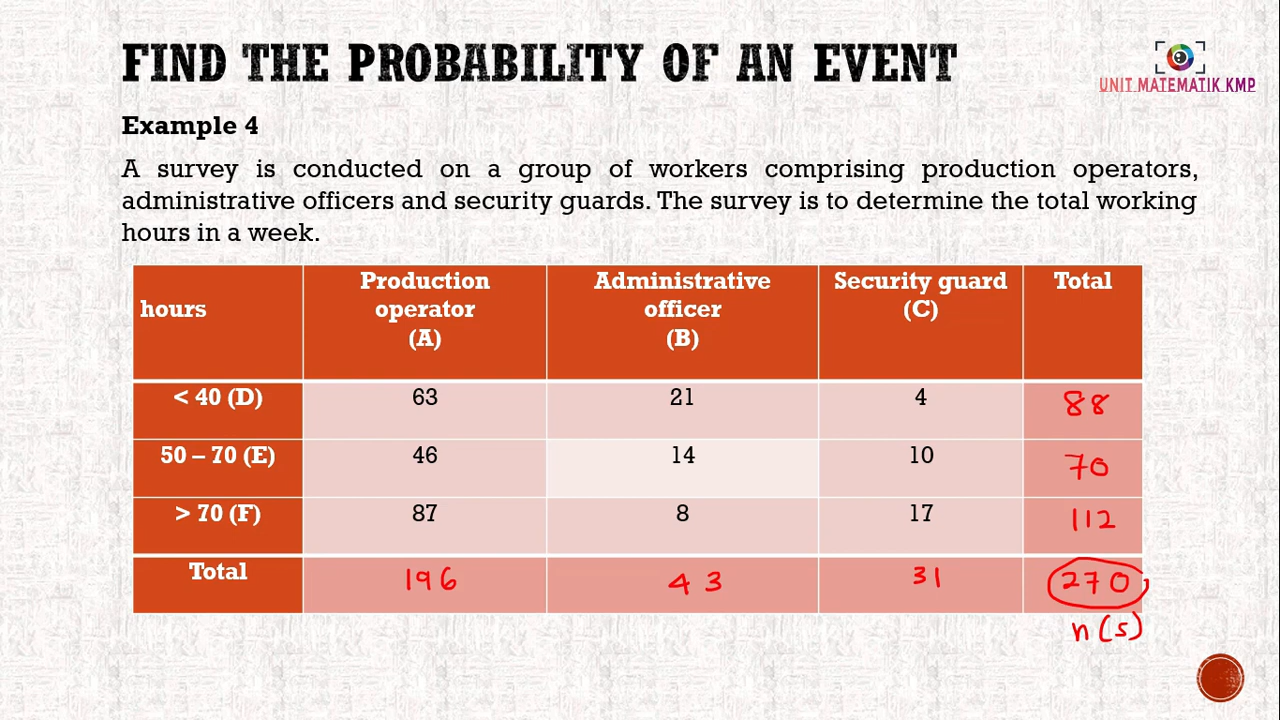 FIND THE PROBABILITY OF AN EVENT
UNIT.MATEMATIK.KMP
Example 4
A survey is conducted on a group of workers comprising production operators,
administrative officers and security guards. The survey is to determine the total working
hours in a week.
hours Production operator (A) Administrative officer (B) Security guard (C) Total
< 40 (D) 63 21 4 88
50 – 70 (E) 46 14 10 70
> 70 (F) 87 8 17 112
Total 196 43 31 270
n(s)